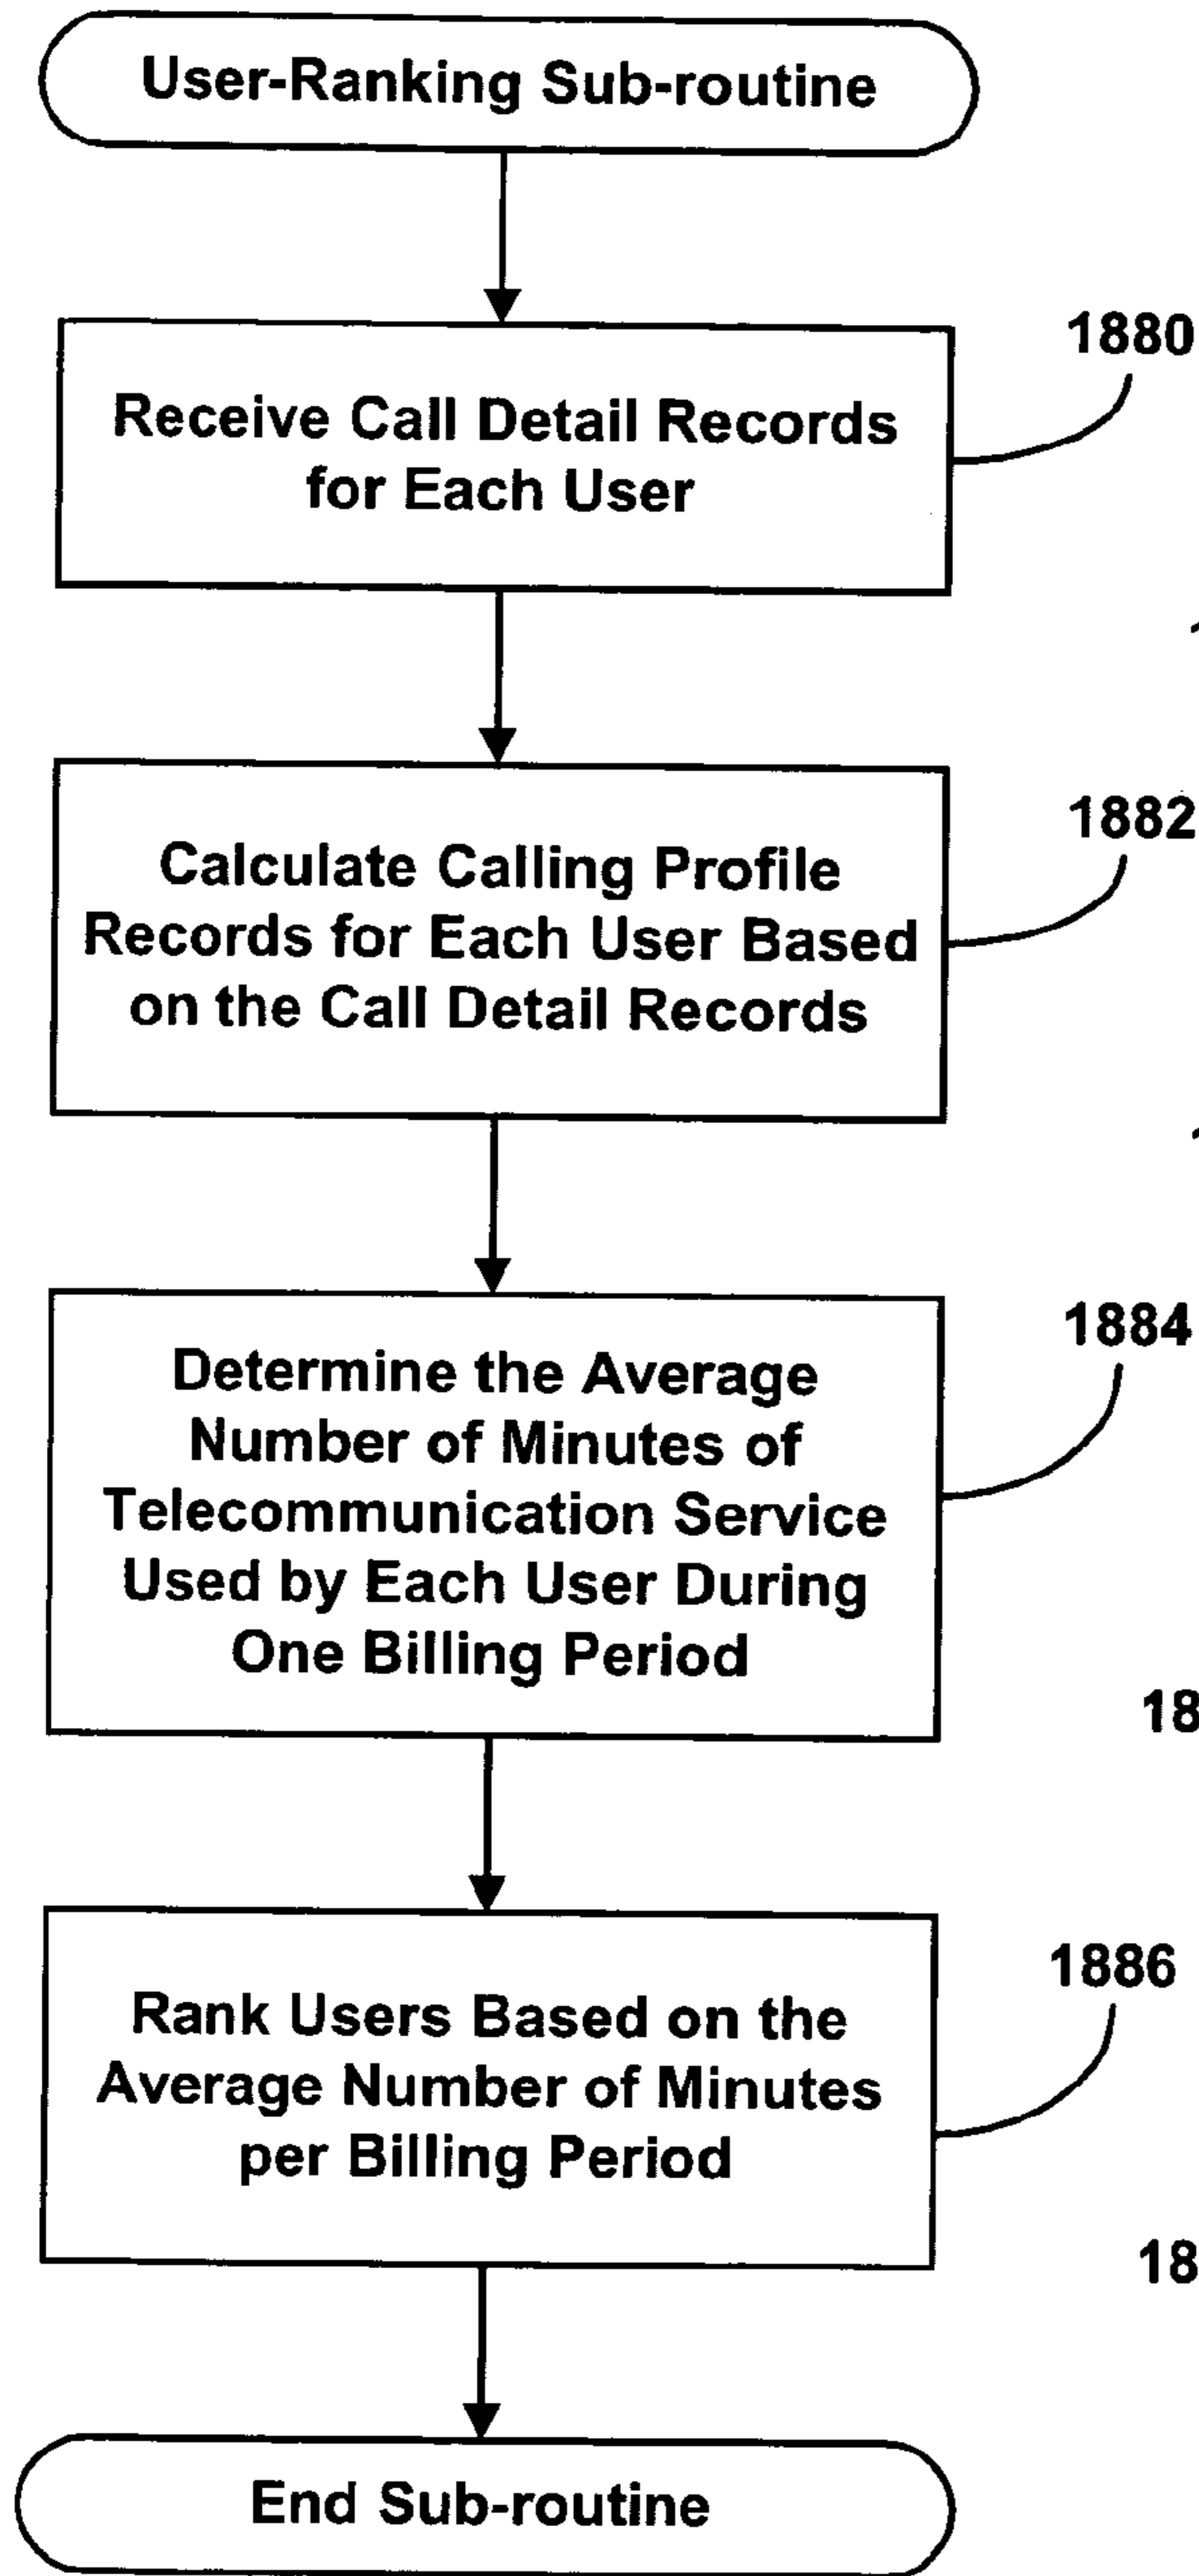 User-Ranking Sub-routine
1880
Receive Call Detail Records
for Each User
1882
Calculate Calling Profile
Records for Each User Based
on the Call Detail Records
1884
Determine the Average
Number of Minutes of
Telecommunication Service
Used by Each User During
One Billing Period
18
1886
Rank Users Based on the
Average Number of Minutes
per Billing Period
18
End Sub-routine